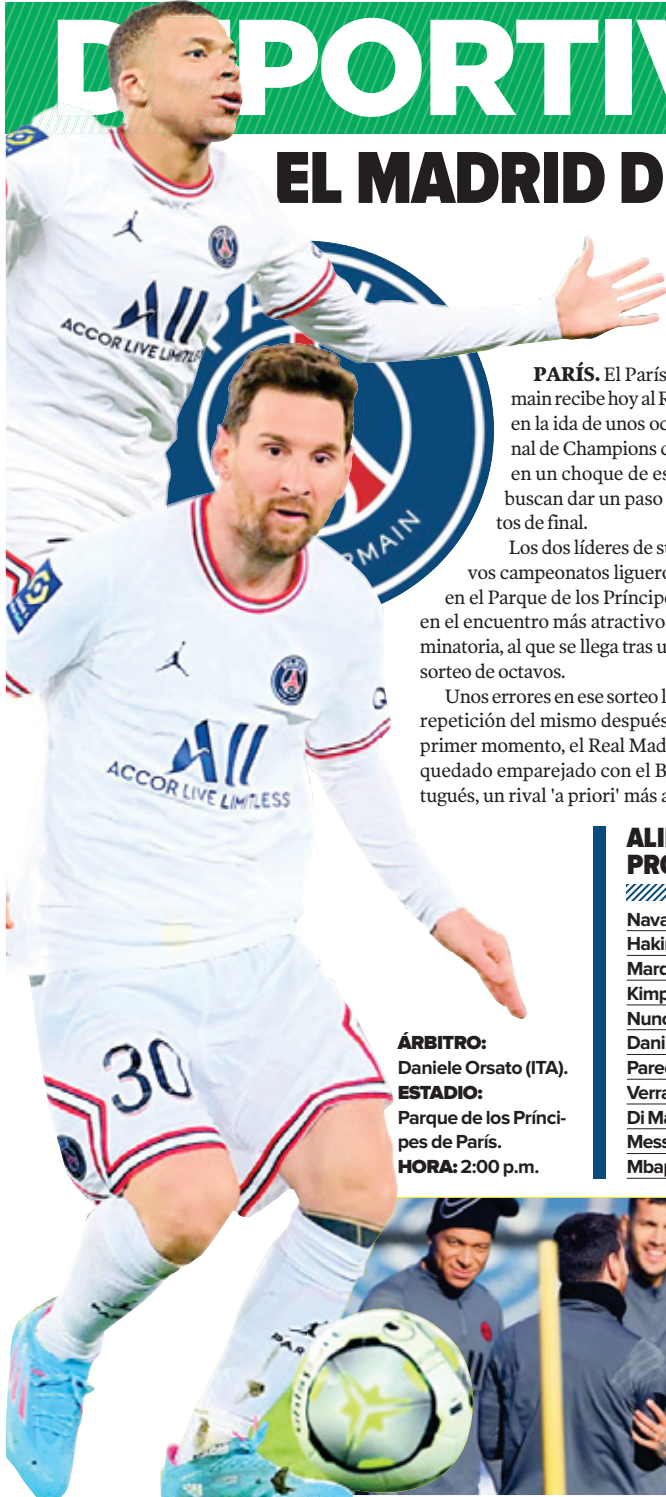 EL MADRID D
ACCOR LIVE LIMITLESS
PARÍS. El París
main recibe hoy al R
en la ida de unos oc
nal de Champions c
en un choque de es
buscan dar un paso
tos de final.
Los dos líderes de su
vos campeonatos liguero
en el Parque de los Príncipe
en el encuentro más atractivo
minatoria, al que se llega tras u
sorteo de octavos.
Unos errores en ese sorteo l
repetición del mismo después
primer momento, el Real Mad
quedado emparejado con el B
tugués, un rival 'a priori' más a
MAIN
ALL
ACCOR LIVE LIMITLESS
30
ÁRBITRO:
Daniele Orsato (ITA).
ESTADIO:
Parque de los Prínci-
pes de París.
HORA: 2:00 p.m.
ALI
PRO
Nava
Hakir
Marq
Kimp
Nuno
Dani
Pared
Verra
Di Ma
Mess
Mbap